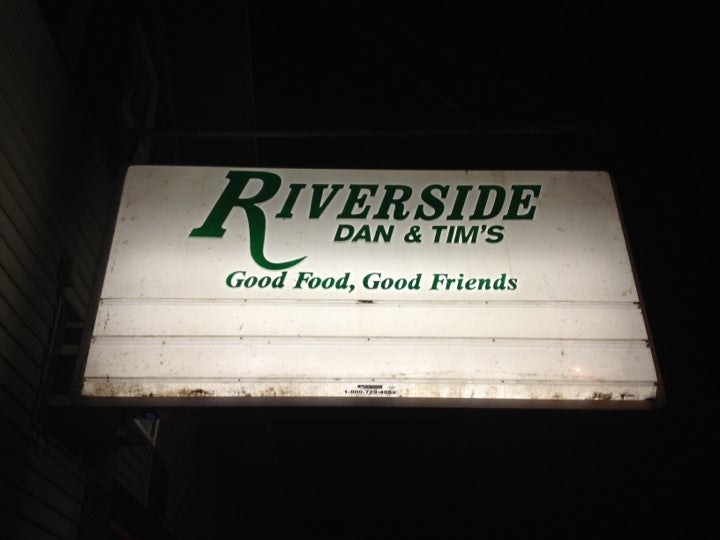 RIVERSIDE
DAN & TIM'S
Good Food, Good Friends